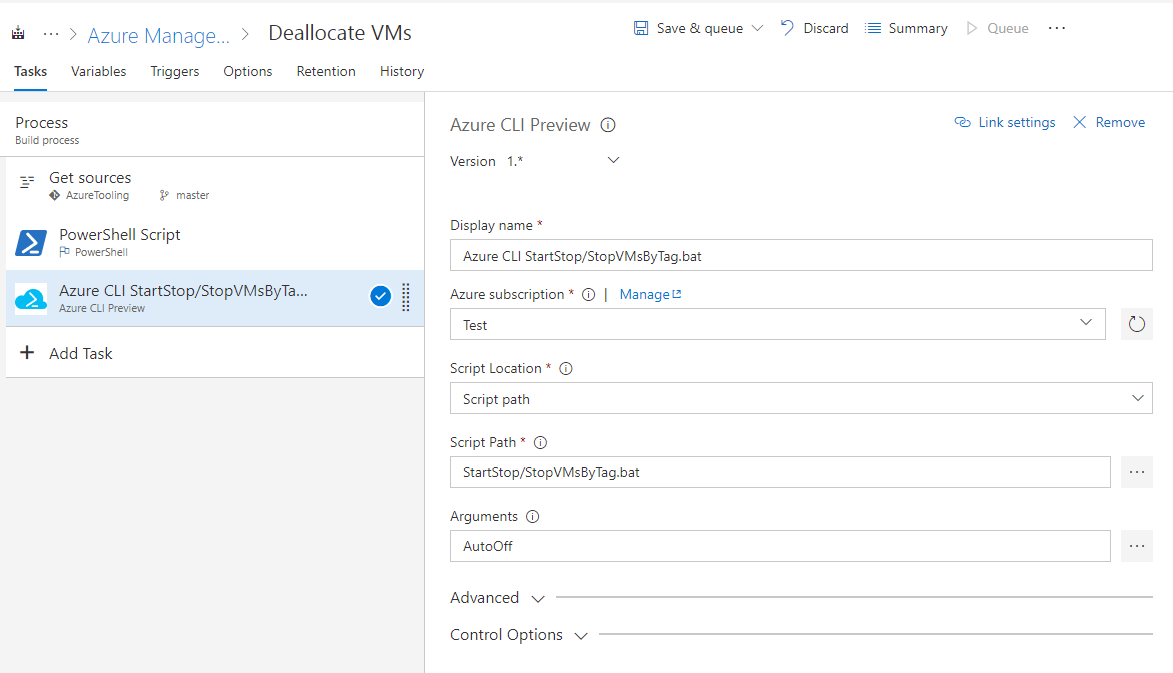 ··· > Azure Manage... > Deallocate VMs
Save & queue Discard Summary Queue ···
Tasks Variables Triggers Options Retention History
Process
Build process
Get sources
AzureTooling master
PowerShell Script
PowerShell
Azure CLI StartStop/StopVMsByTa...
Azure CLI Preview
+ Add Task
Azure CLI Preview
Link settings Remove
Version 1.*
Display name *
Azure CLI StartStop/StopVMsByTag.bat
Azure subscription * | Manage
Test
Script Location *
Script path
Script Path *
StartStop/StopVMsByTag.bat
···
Arguments
AutoOff
···
Advanced
Control Options